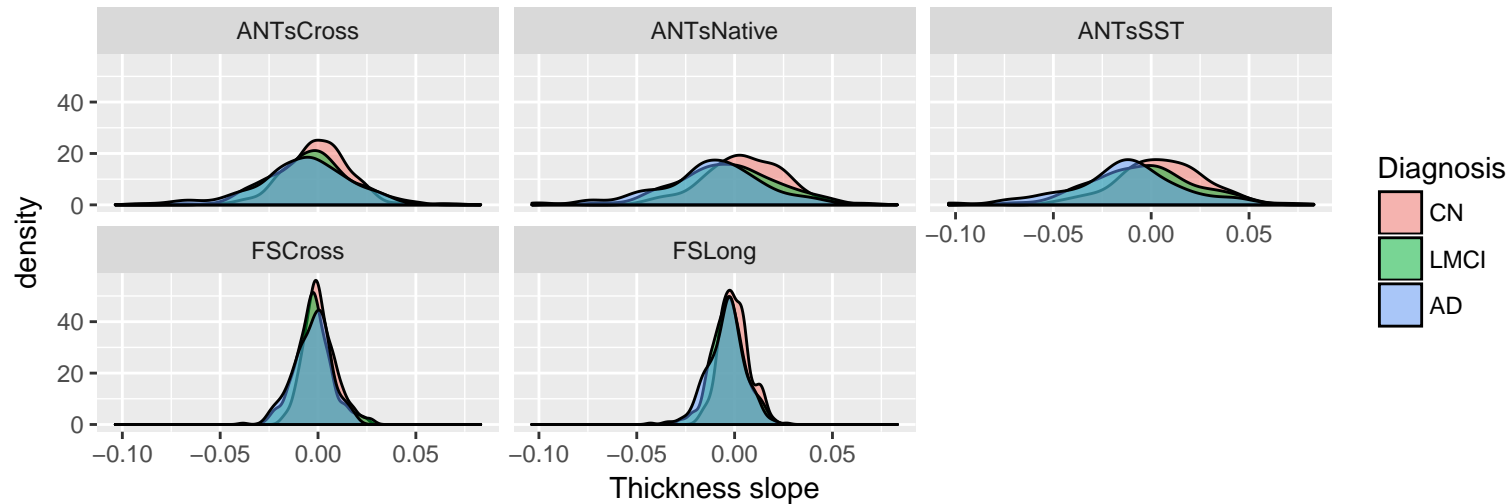 ANTsCross ANTsNative ANTsSST
40
20
0
−0.10 −0.05 0.00 0.05
FSCross FSLong
40
20
0
−0.10 −0.05 0.00 0.05 −0.10 −0.05 0.00 0.05
density
Thickness slope
Diagnosis
CN
LMCI
AD